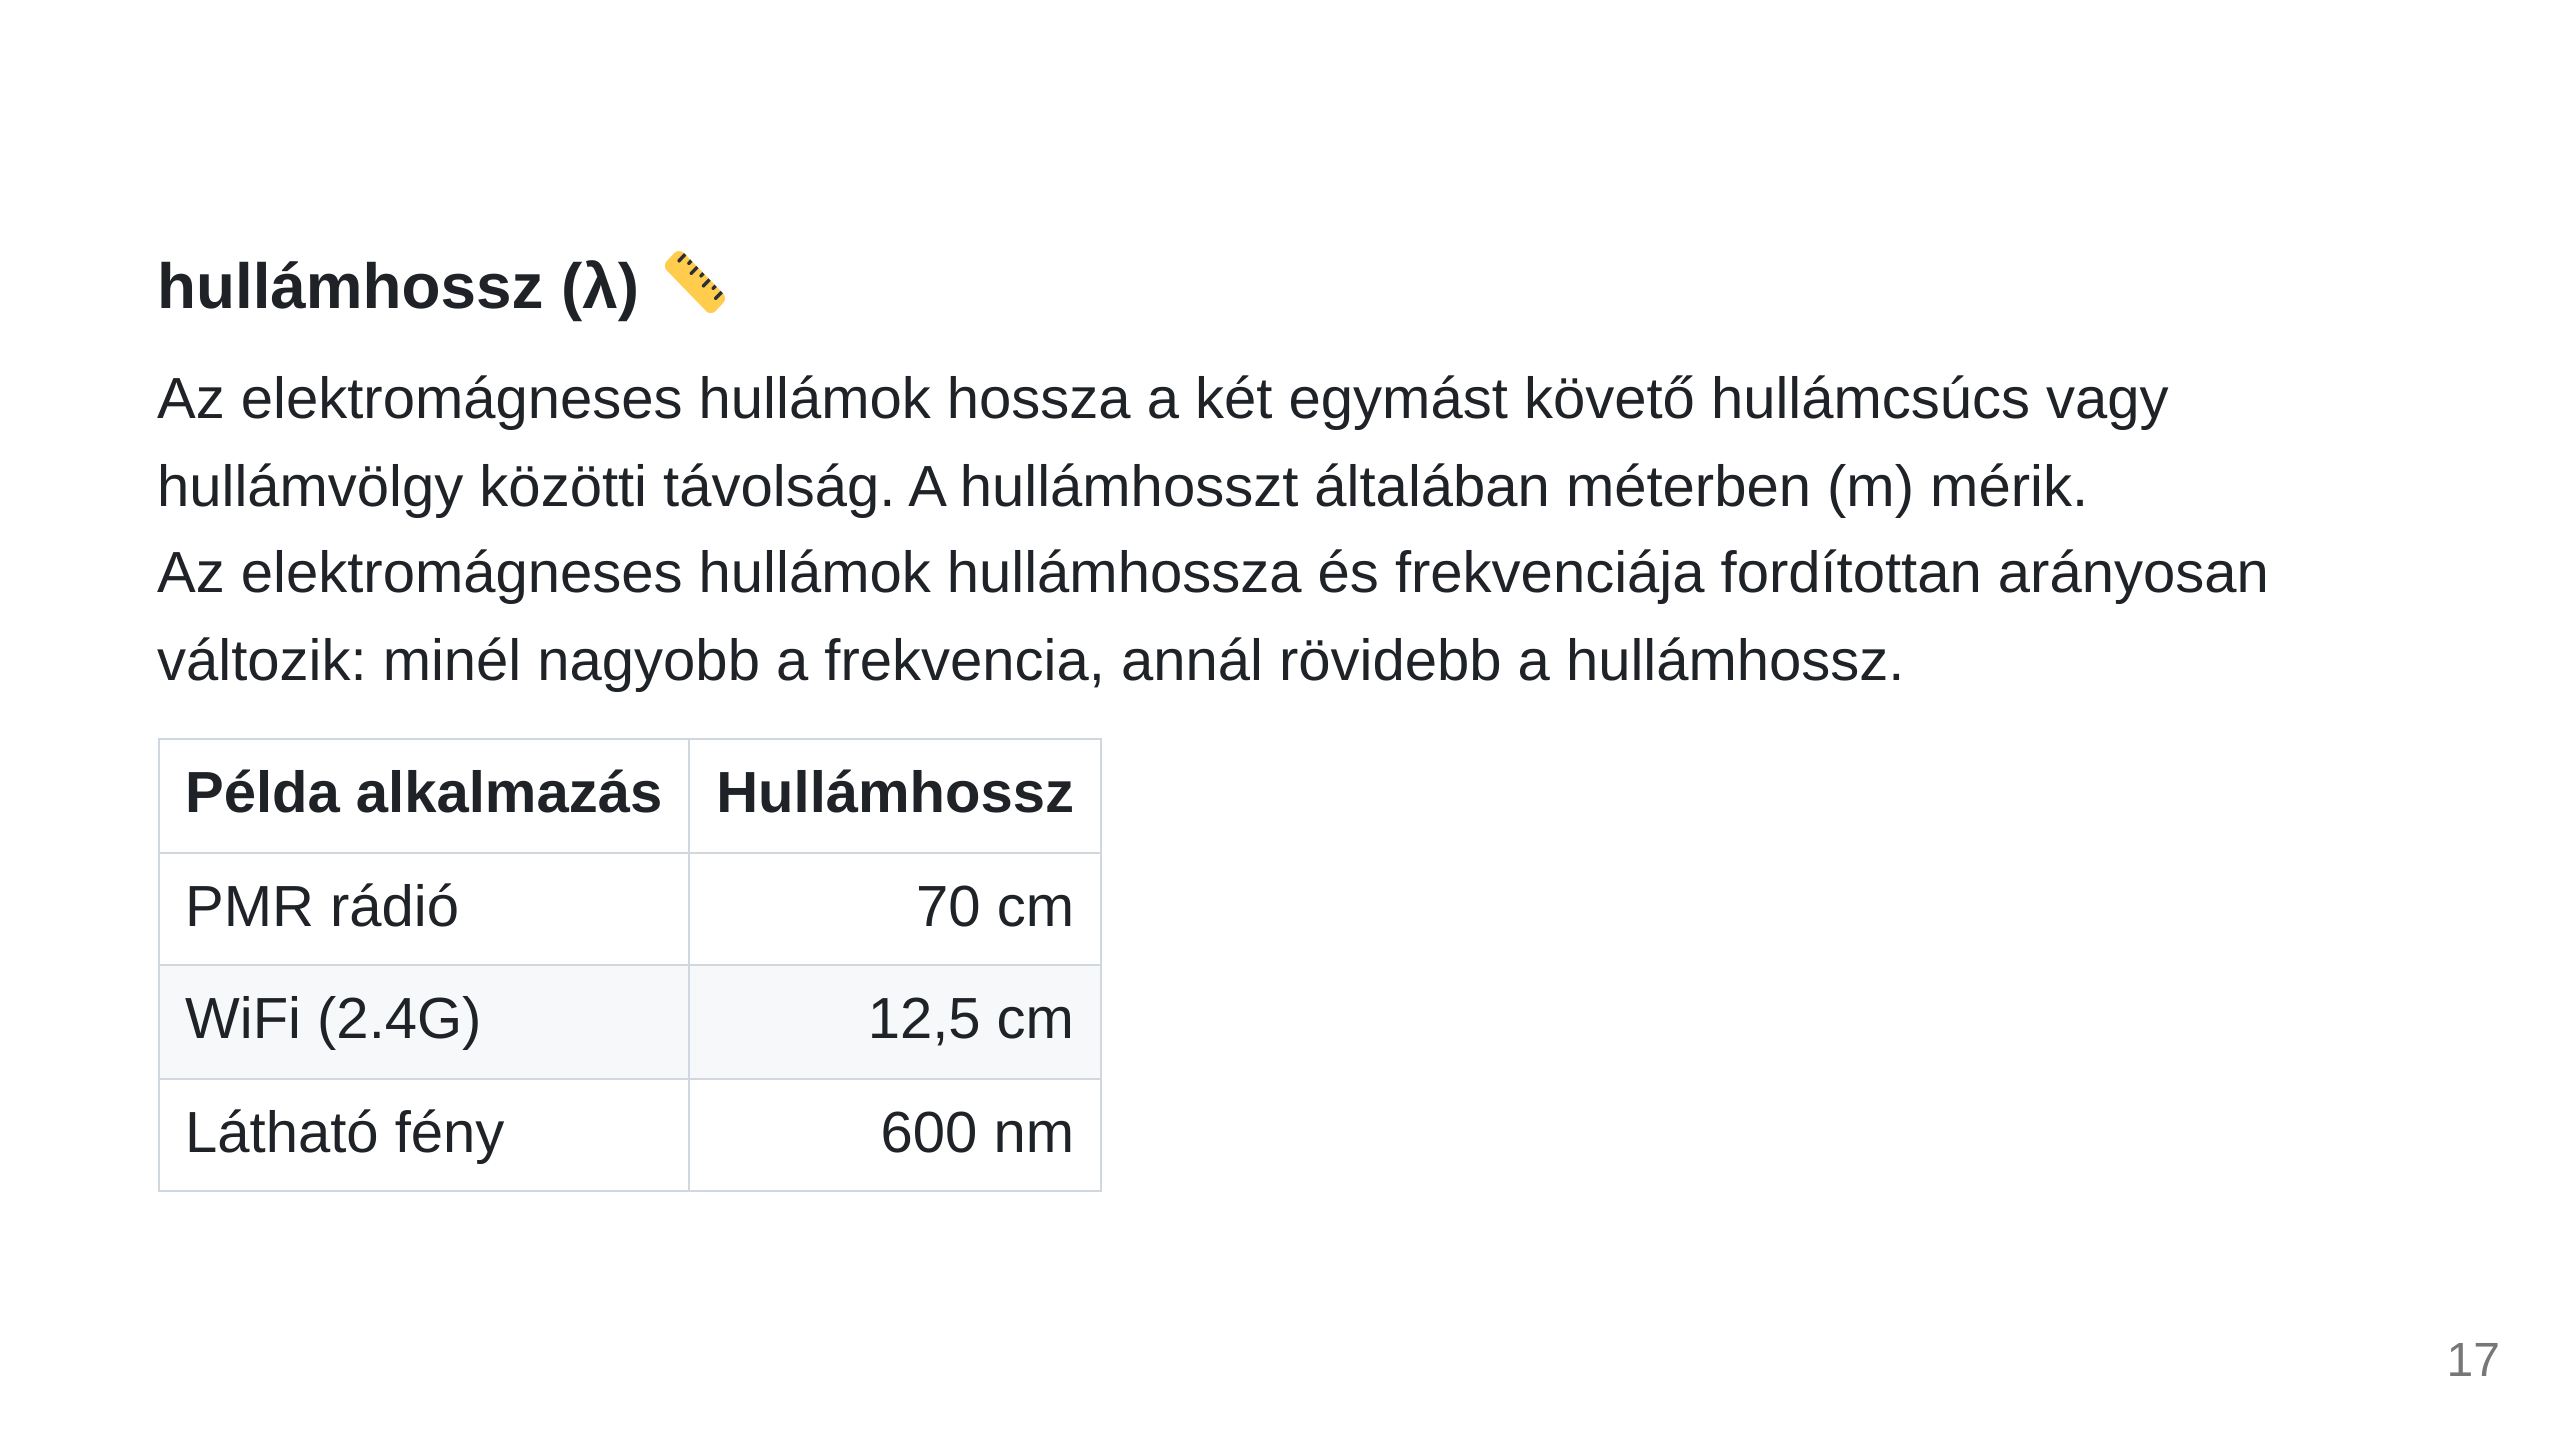 hullámhossz (λ) 📏
Az elektromágneses hullámok hossza a két egymást követő hullámcsúcs vagy
hullámvölgy közötti távolság. A hullámhosszt általában méterben (m) mérik.
Az elektromágneses hullámok hullámhossza és frekvenciája fordítottan arányosan
változik: minél nagyobb a frekvencia, annál rövidebb a hullámhossz.
Példa alkalmazás Hullámhossz
PMR rádió 70 cm
WiFi (2.4G) 12,5 cm
Látható fény 600 nm
17